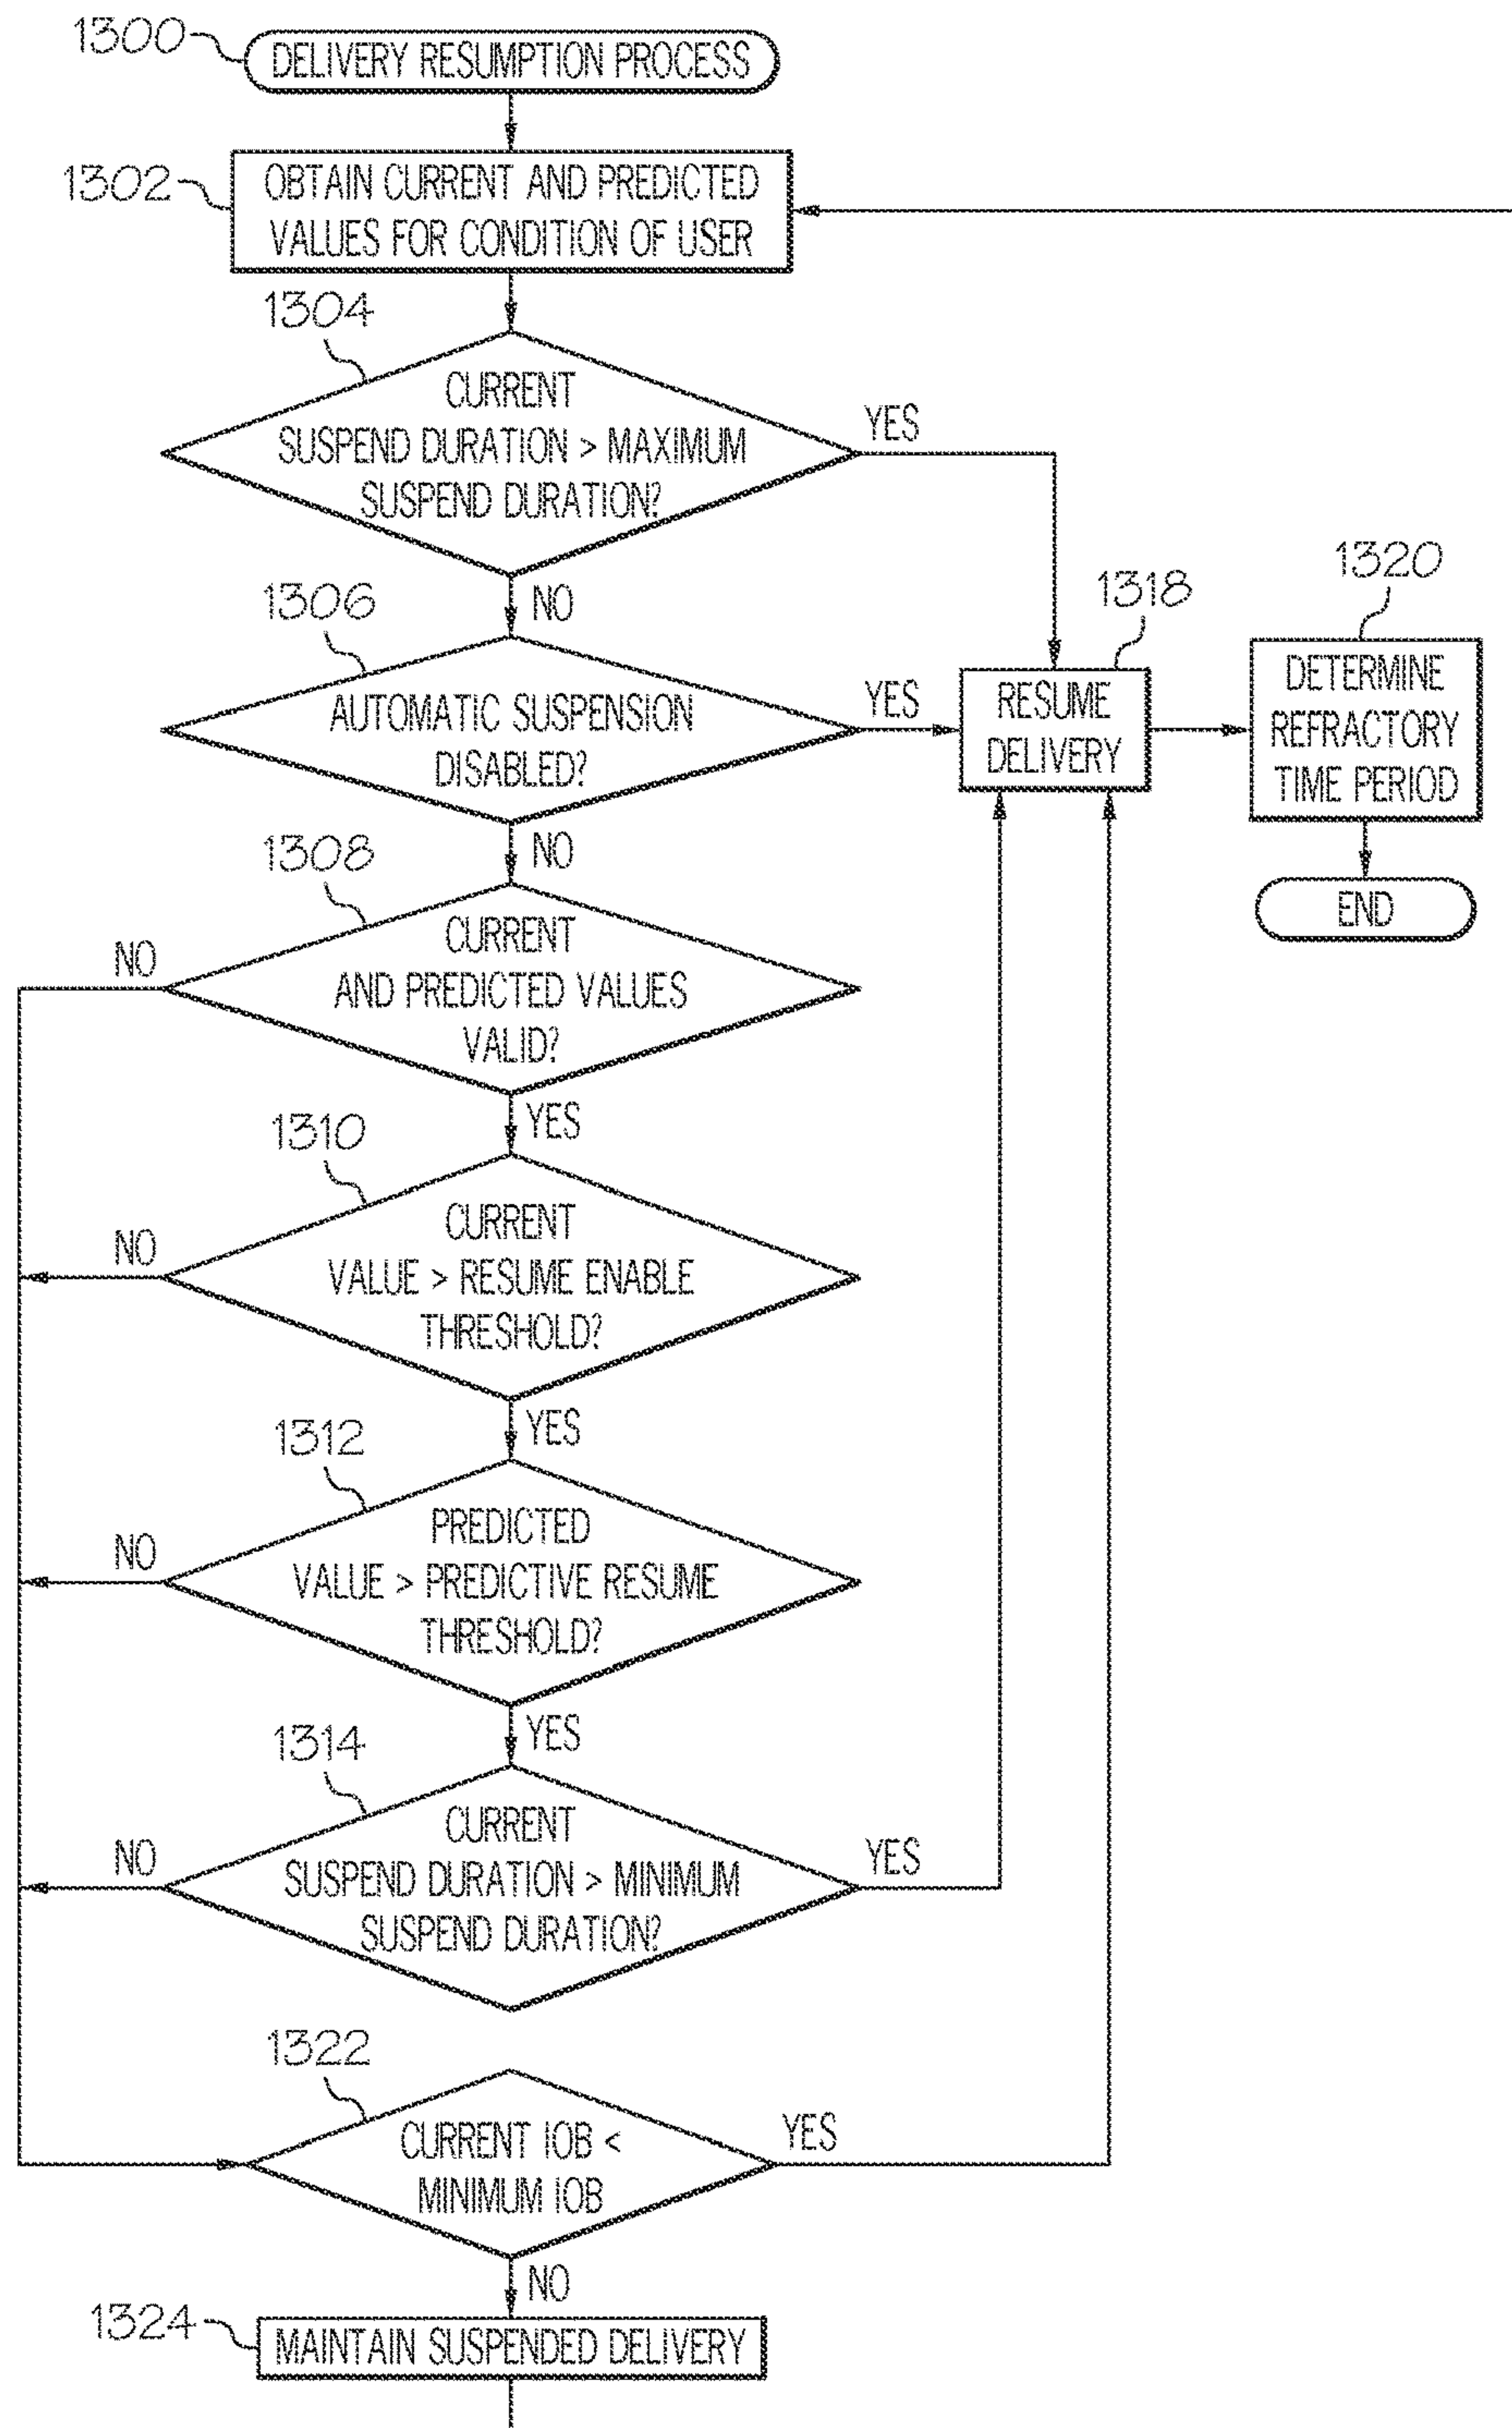 1300
DELIVERY RESUMPTION PROCESS
1302
OBTAIN CURRENT AND PREDICTED
VALUES FOR CONDITION OF USER
1304
CURRENT
SUSPEND DURATION > MAXIMUM
SUSPEND DURATION?
YES
NO
1306
AUTOMATIC SUSPENSION
DISABLED?
YES
NO
1318
RESUME
DELIVERY
1320
DETERMINE
REFRACTORY
TIME PERIOD
END
1308
CURRENT
AND PREDICTED VALUES
VALID?
NO
YES
1310
CURRENT
VALUE > RESUME ENABLE
THRESHOLD?
NO
YES
1312
PREDICTED
VALUE > PREDICTIVE RESUME
THRESHOLD?
NO
YES
1314
CURRENT
SUSPEND DURATION > MINIMUM
SUSPEND DURATION?
NO
YES
1322
CURRENT IOB <
MINIMUM IOB
YES
NO
1324
MAINTAIN SUSPENDED DELIVERY